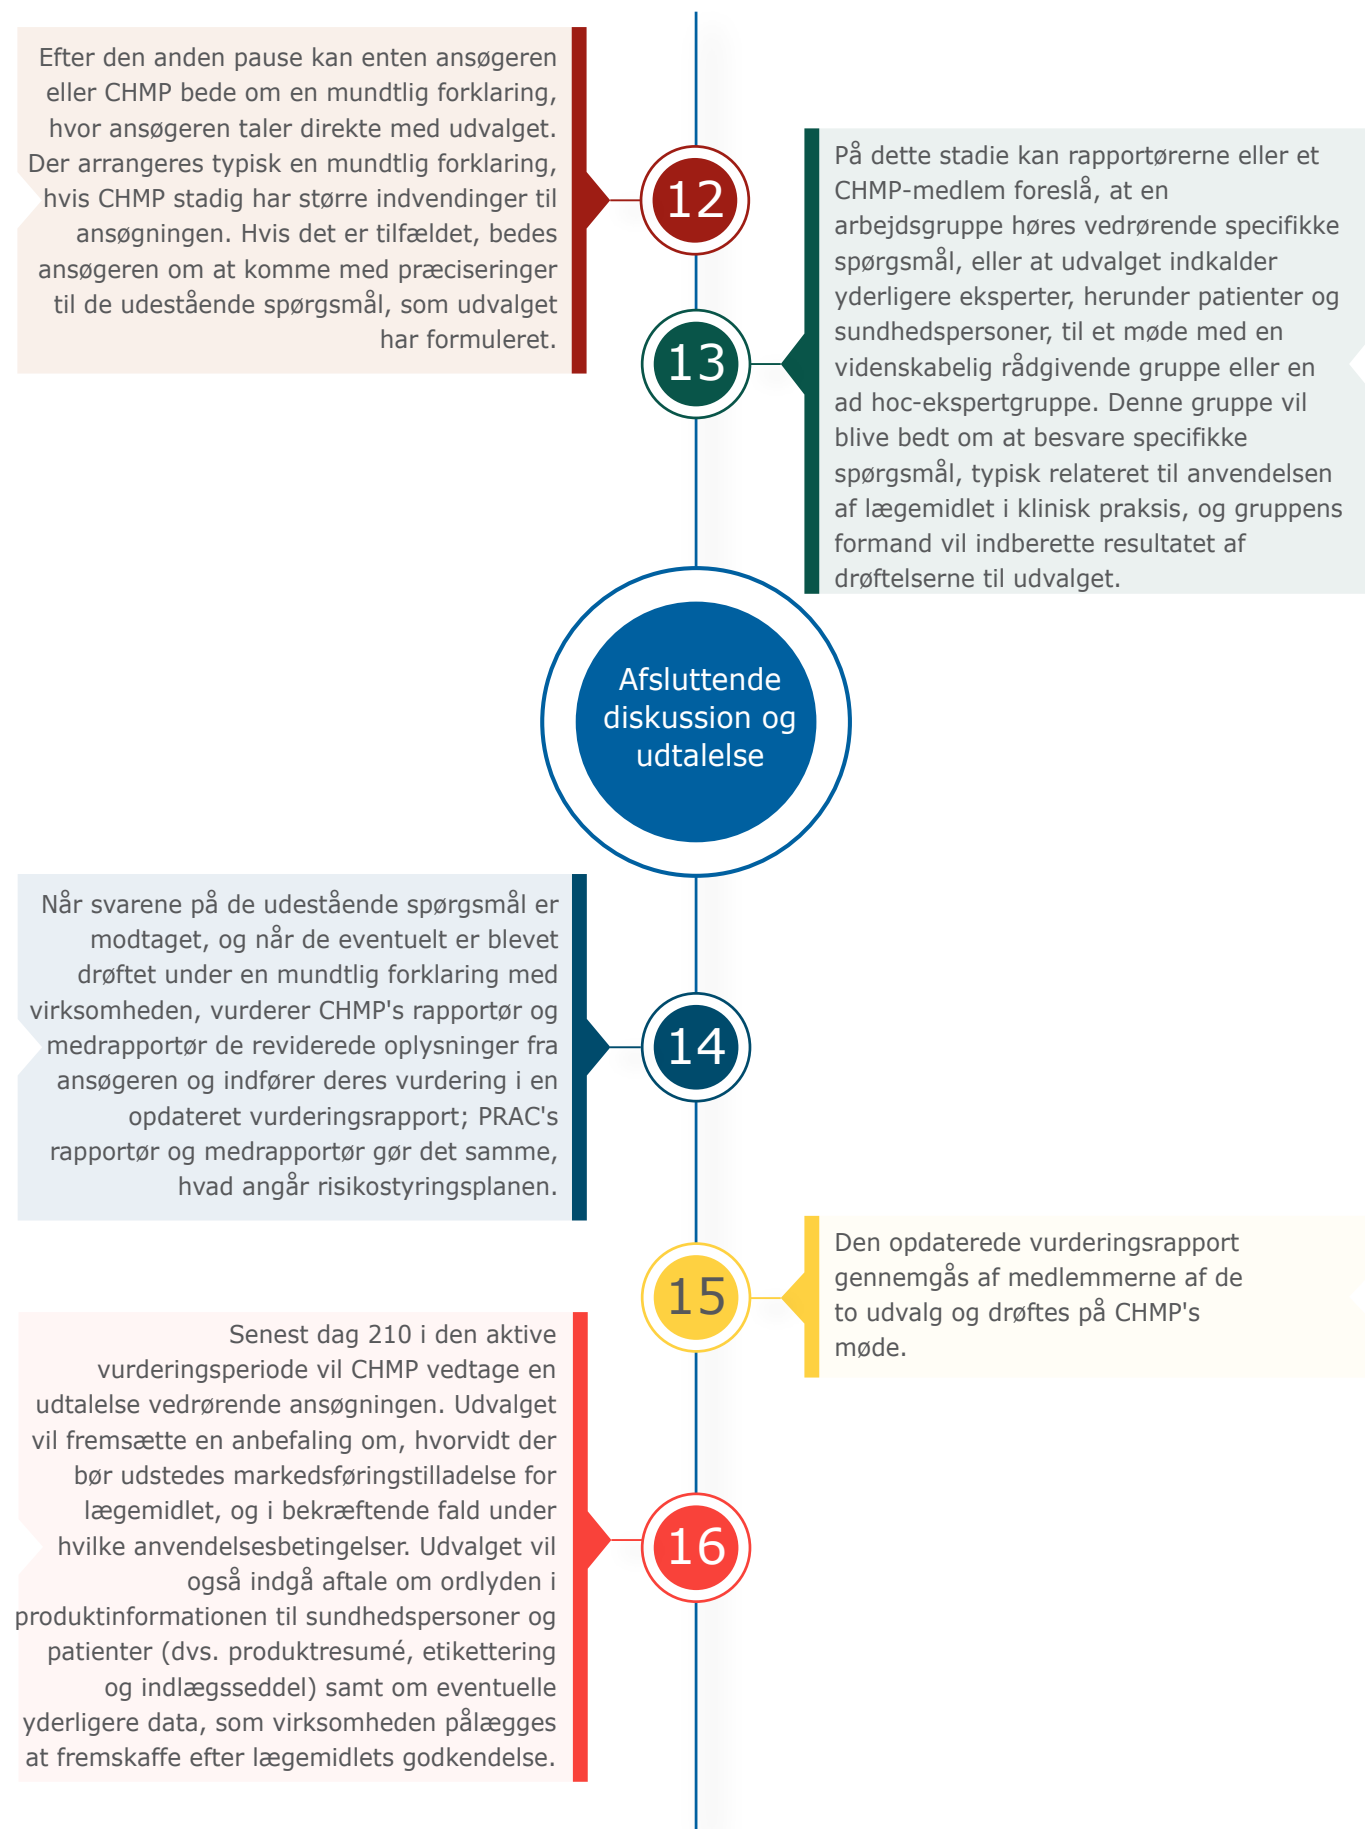 Efter den anden pause kan enten ansøgeren
eller CHMP bede om en mundtlig forklaring,
hvor ansøgeren taler direkte med udvalget.
Der arrangeres typisk en mundtlig forklaring,
hvis CHMP stadig har større indvendinger til
ansøgningen. Hvis det er tilfældet, bedes
ansøgeren om at komme med præciseringer
til de udestående spørgsmål, som udvalget
har formuleret.
12
13
På dette stadie kan rapportørerne eller et
CHMP-medlem foreslå, at en
arbejdsgruppe høres vedrørende specifikke
spørgsmål, eller at udvalget indkalder
yderligere eksperter, herunder patienter og
sundhedspersoner, til et møde med en
videnskabelig rådgivende gruppe eller en
ad hoc-ekspertgruppe. Denne gruppe vil
blive bedt om at besvare specifikke
spørgsmål, typisk relateret til anvendelsen
af lægemidlet i klinisk praksis, og gruppens
formand vil indberette resultatet af
drøftelserne til udvalget.
Afsluttende
diskussion og
udtalelse
Når svarene på de udestående spørgsmål er
modtaget, og når de eventuelt er blevet
drøftet under en mundtlig forklaring med
virksomheden, vurderer CHMP's rapportør og
medrapportør de reviderede oplysninger fra
ansøgeren og indfører deres vurdering i en
opdateret vurderingsrapport; PRAC's
rapportør og medrapportør gør det samme,
hvad angår risikostyringsplanen.
14
15
Den opdaterede vurderingsrapport
gennemgås af medlemmerne af de
to udvalg og drøftes på CHMP's
møde.
Senest dag 210 i den aktive
vurderingsperiode vil CHMP vedtage en
udtalelse vedrørende ansøgningen. Udvalget
vil fremsætte en anbefaling om, hvorvidt der
bør udstedes markedsføringstilladelse for
lægemidlet, og i bekræftende fald under
hvilke anvendelsesbetingelser. Udvalget vil
også indgå aftale om ordlyden i
produktinformationen til sundhedspersoner og
patienter (dvs. produktresumé, etikettering
og indlægsseddel) samt om eventuelle
yderligere data, som virksomheden pålægges
at fremskaffe efter lægemidlets godkendelse.
16